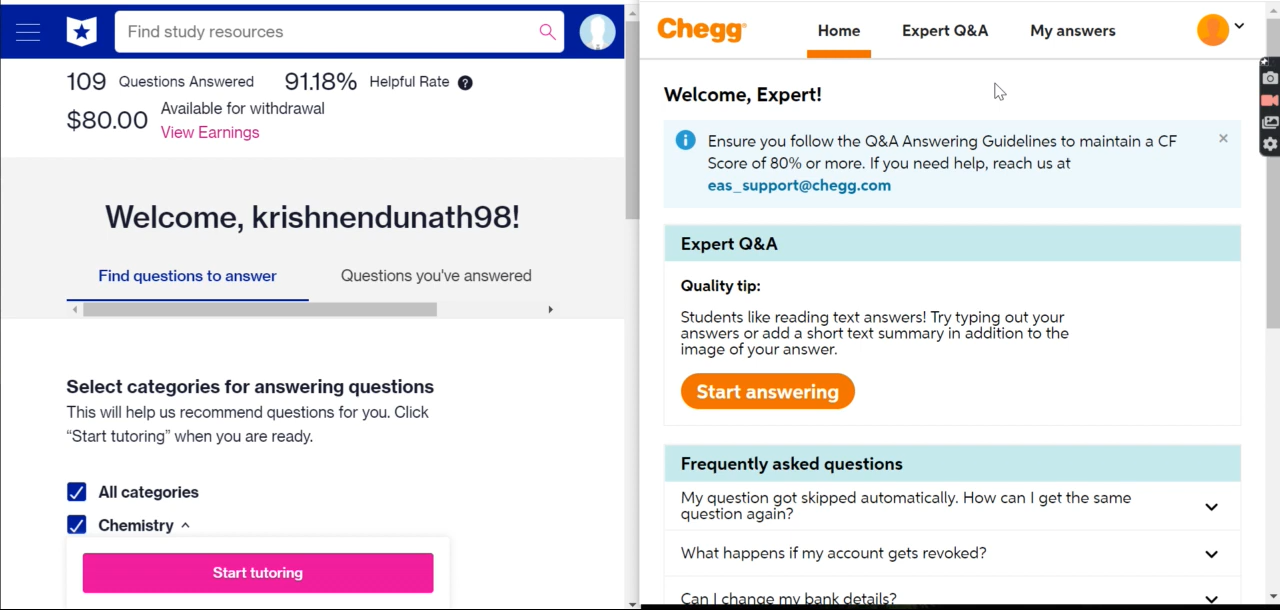 Find study resources
109 Questions Answered 91.18% Helpful Rate ?
$80.00 Available for withdrawal
View Earnings
Welcome, krishnendunath98!
Find questions to answer Questions you've answered
Select categories for answering questions
This will help us recommend questions for you. Click
“Start tutoring” when you are ready.
All categories
Chemistry
Start tutoring
Chegg®
Home Expert Q&A My answers
Welcome, Expert!
Ensure you follow the Q&A Answering Guidelines to maintain a CF
Score of 80% or more. If you need help, reach us at
eas_support@chegg.com
Expert Q&A
Quality tip:
Students like reading text answers! Try typing out your
answers or add a short text summary in addition to the
image of your answer.
Start answering
Frequently asked questions
My question got skipped automatically. How can I get the same
question again?
What happens if my account gets revoked?
Can I change my bank details?